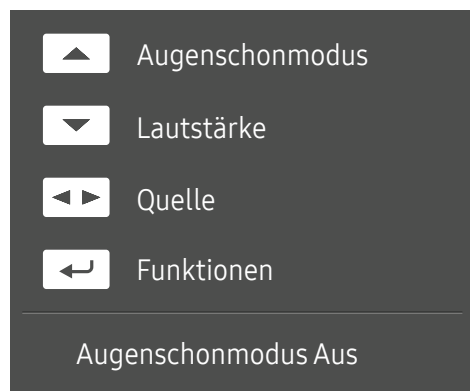 Augenschonmodus
Lautstärke
Quelle
Funktionen
Augenschonmodus Aus